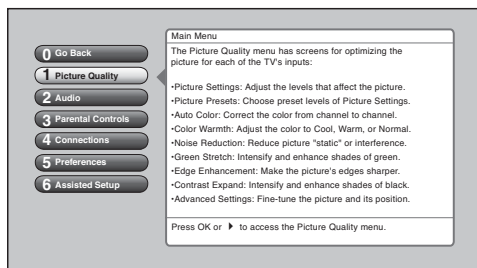 0 Go Back
1 Picture Quality
2 Audio
3 Parental Controls
4 Connections
5 Preferences
6 Assisted Setup
Main Menu
The Picture Quality menu has screens for optimizing the
picture for each of the TV's inputs:
•Picture Settings: Adjust the levels that affect the picture.
•Picture Presets: Choose preset levels of Picture Settings.
•Auto Color: Correct the color from channel to channel.
•Color Warmth: Adjust the color to Cool, Warm, or Normal.
•Noise Reduction: Reduce picture "static" or interference.
•Green Stretch: Intensify and enhance shades of green.
•Edge Enhancement: Make the picture's edges sharper.
•Contrast Expand: Intensify and enhance shades of black.
•Advanced Settings: Fine-tune the picture and its position.
Press OK or ▶ to access the Picture Quality menu.